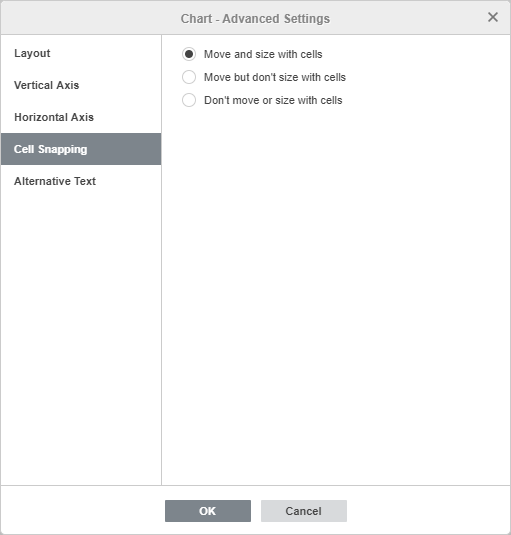 Chart - Advanced Settings
Layout
Vertical Axis
Horizontal Axis
Cell Snapping
Alternative Text
Move and size with cells
Move but don't size with cells
Don't move or size with cells
OK
Cancel